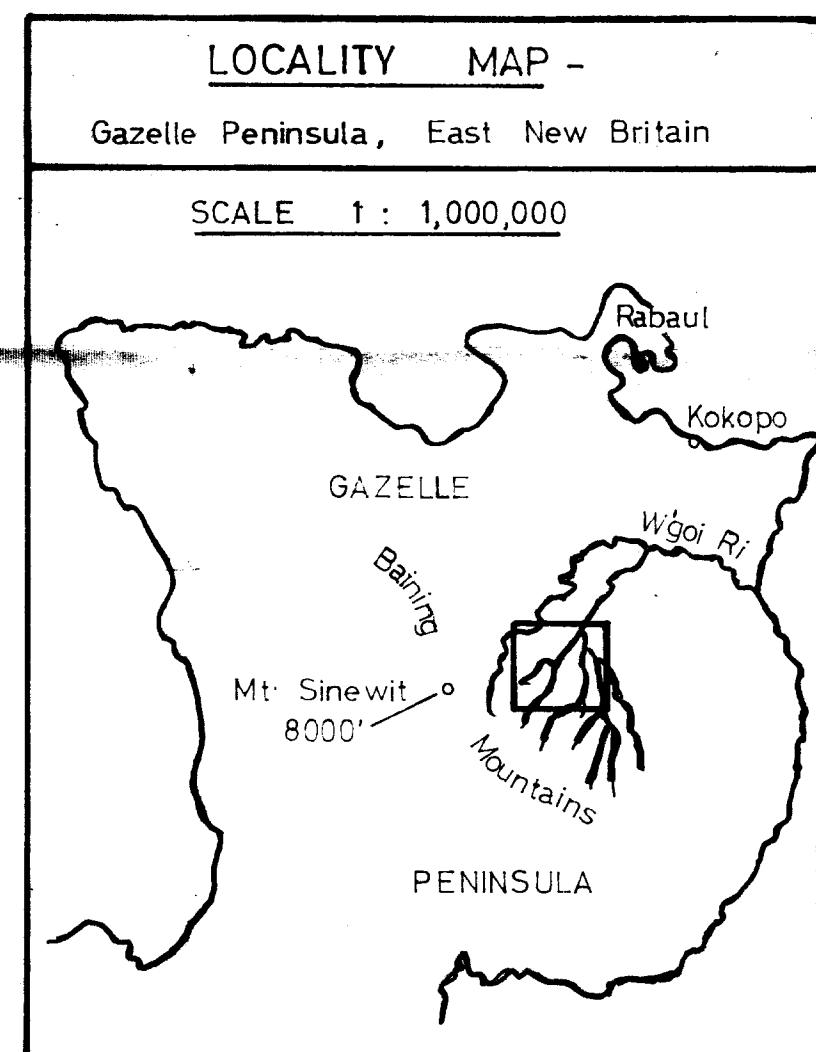 LOCALITY MAP -
Gazelle Peninsula, East New Britain
SCALE 1 : 1,000,000
Rabaul
Kokopo
GAZELLE
W'goi Ri
Baining
Mt. Sinewit
8000'
Mountains
PENINSULA